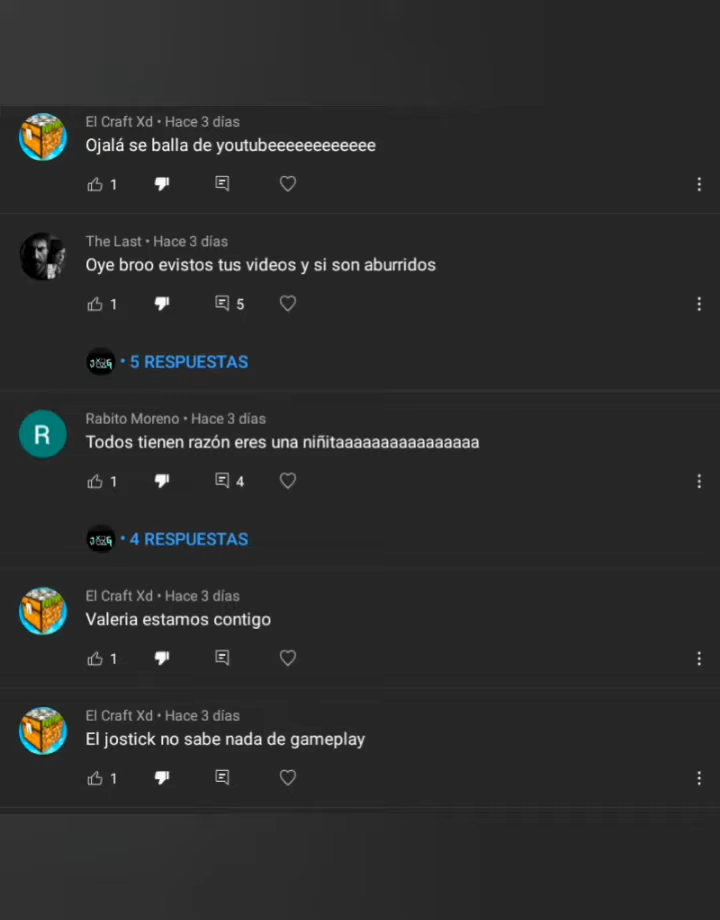 El Craft Xd • Hace 3 días
Ojalá se balla de youtubeeeeeeeeeeee
1
The Last • Hace 3 días
Oye broo evistos tus videos y si son aburridos
1 5
• 5 RESPUESTAS
R
Rabito Moreno • Hace 3 días
Todos tienen razón eres una niñitaaaaaaaaaaaaaaaa
1 4
• 4 RESPUESTAS
El Craft Xd • Hace 3 días
Valeria estamos contigo
1
El Craft Xd • Hace 3 días
El jostick no sabe nada de gameplay
1